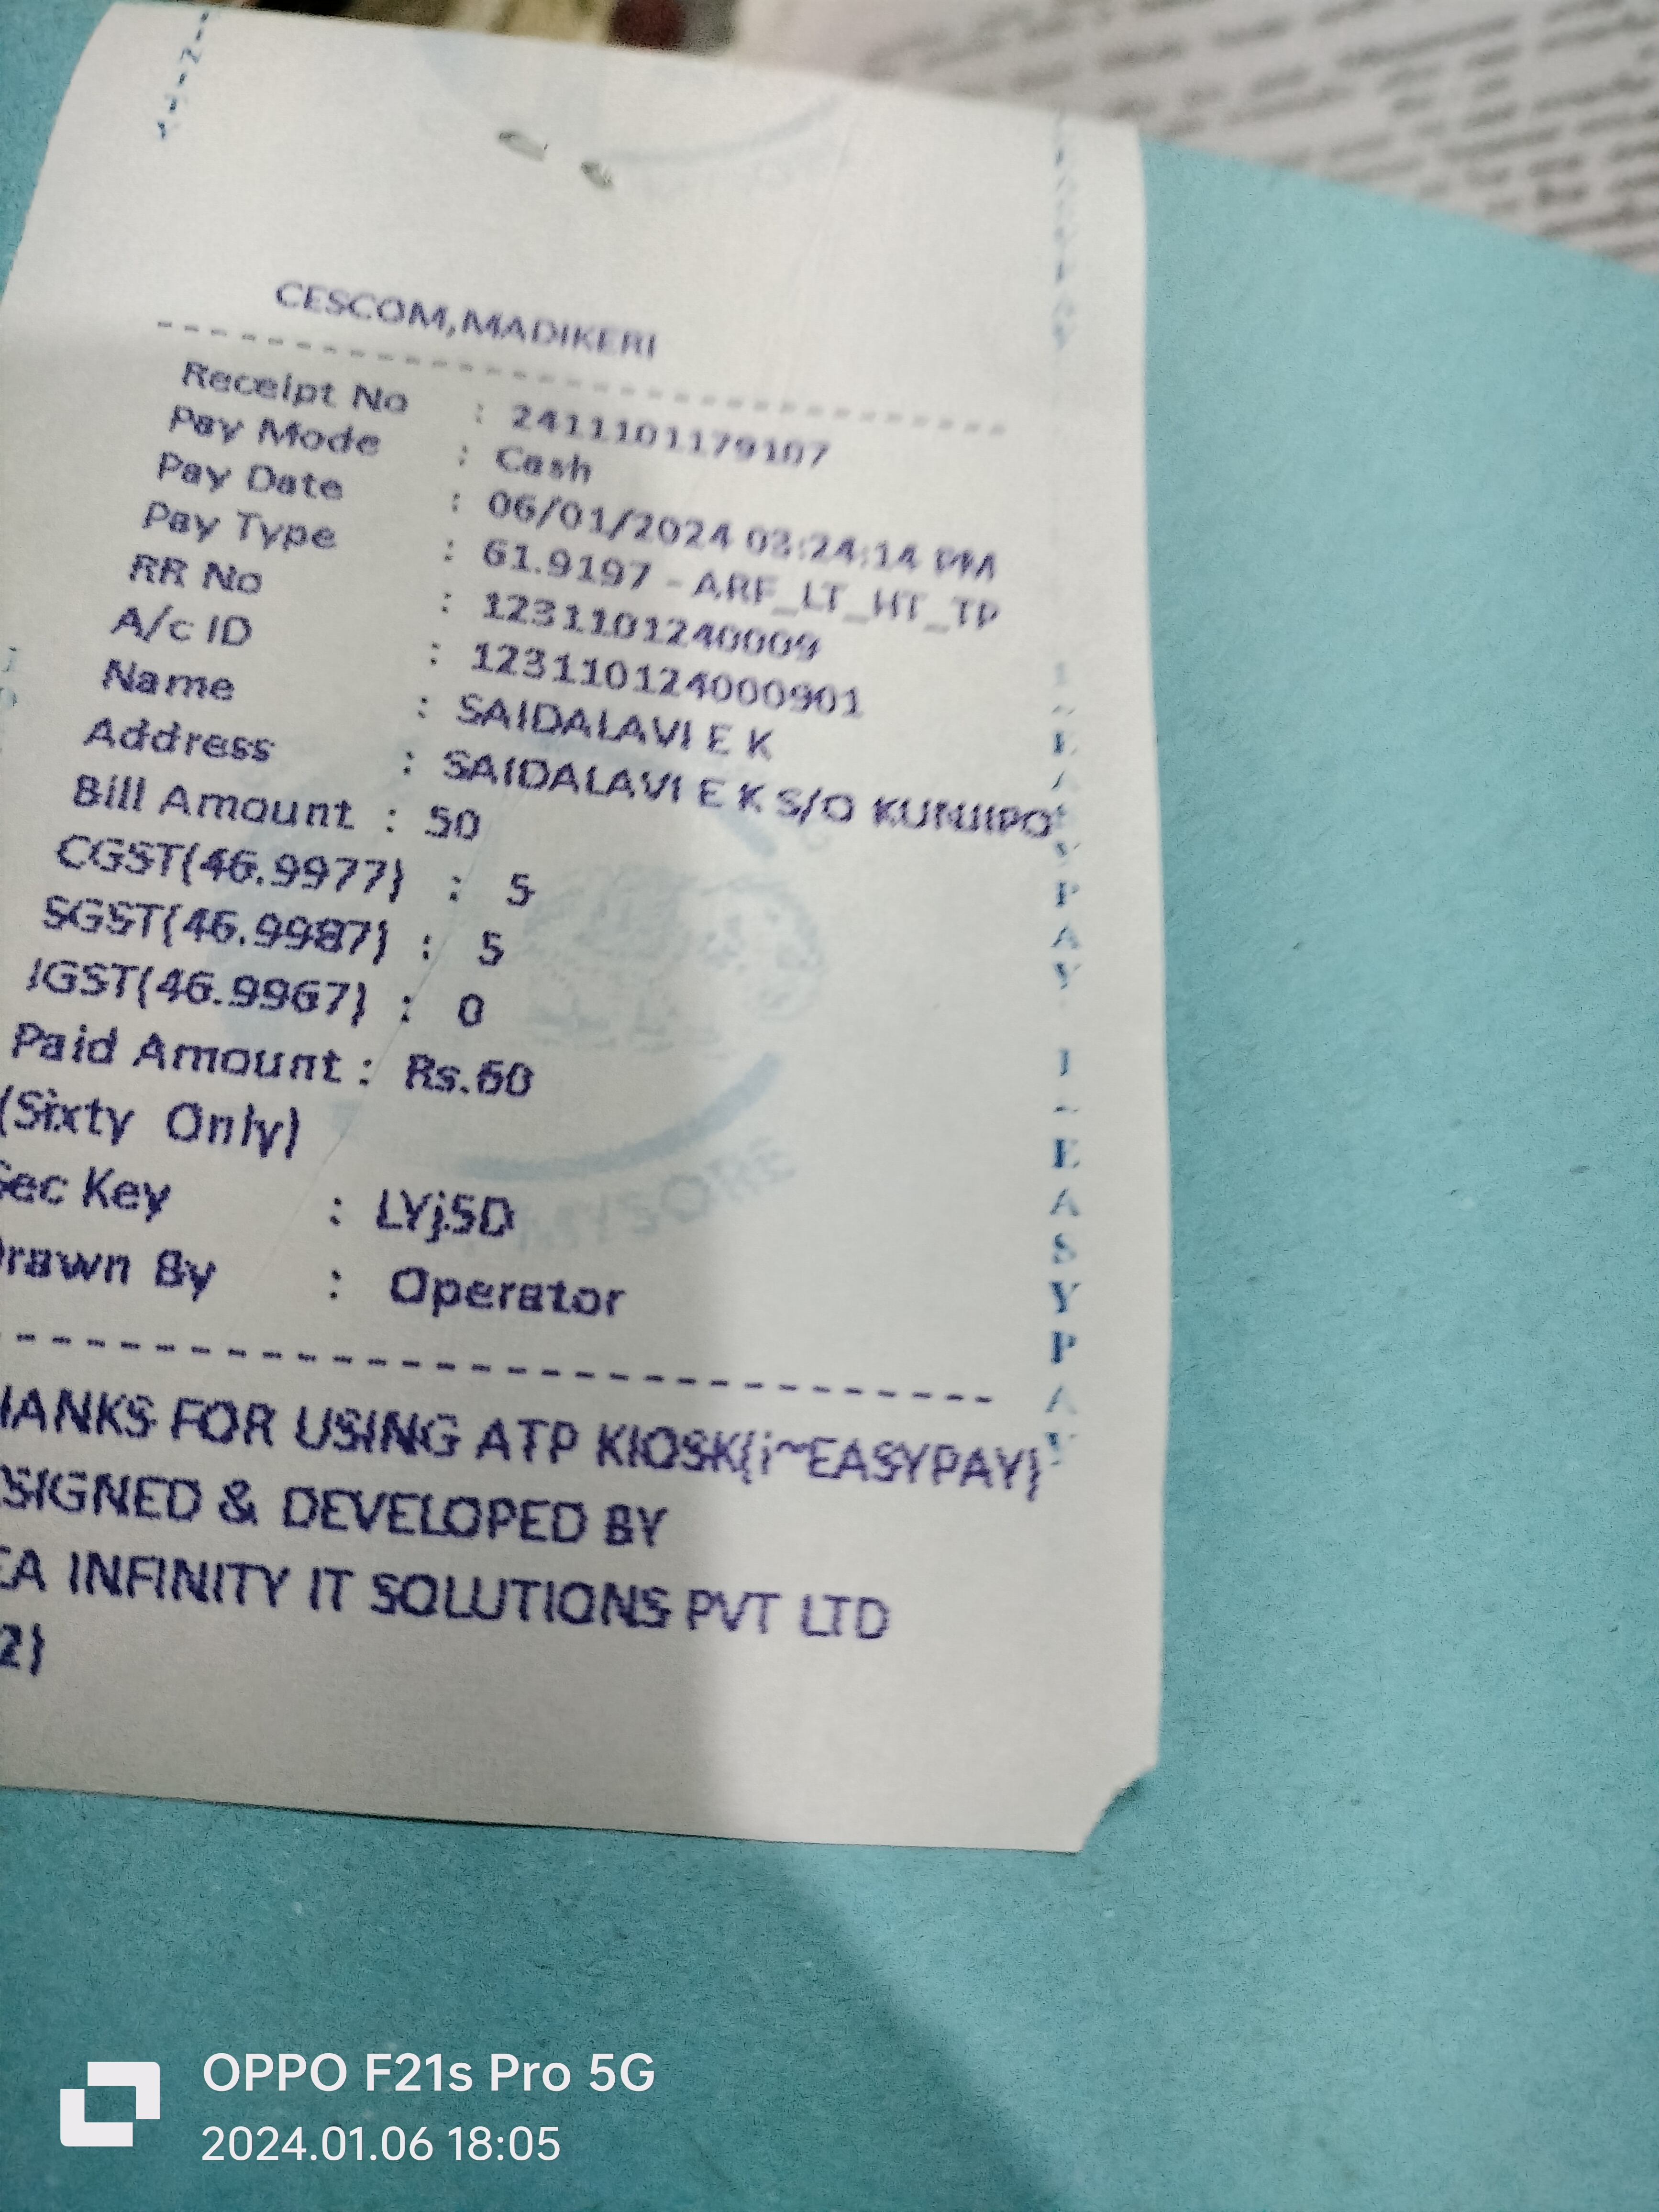 CESCOM,MADIKERI
Receipt No : 2411101179107
Pay Mode : Cash
Pay Date : 06/01/2024 03:24:14 PM
Pay Type : 61.9197 - ARF_LT_HT_TP
RR No : 1231101240009
A/c ID : 123110124000901
Name : SAIDALAVI E K
Address : SAIDALAVI E K S/O KUNJIPO
Bill Amount : 50
CGST(46.9977) : 5
SGST(46.9987) : 5
IGST(46.9967) : 0
Paid Amount : Rs.60
(Sixty Only)
Sec Key : LYj5D
Drawn By : Operator
HANKS FOR USING ATP KIOSK(i~EASYPAY)
SIGNED & DEVELOPED BY
EA INFINITY IT SOLUTIONS PVT LTD
2)
I~EASYPAY I~EASYPAY
OPPO F21s Pro 5G
2024.01.06 18:05